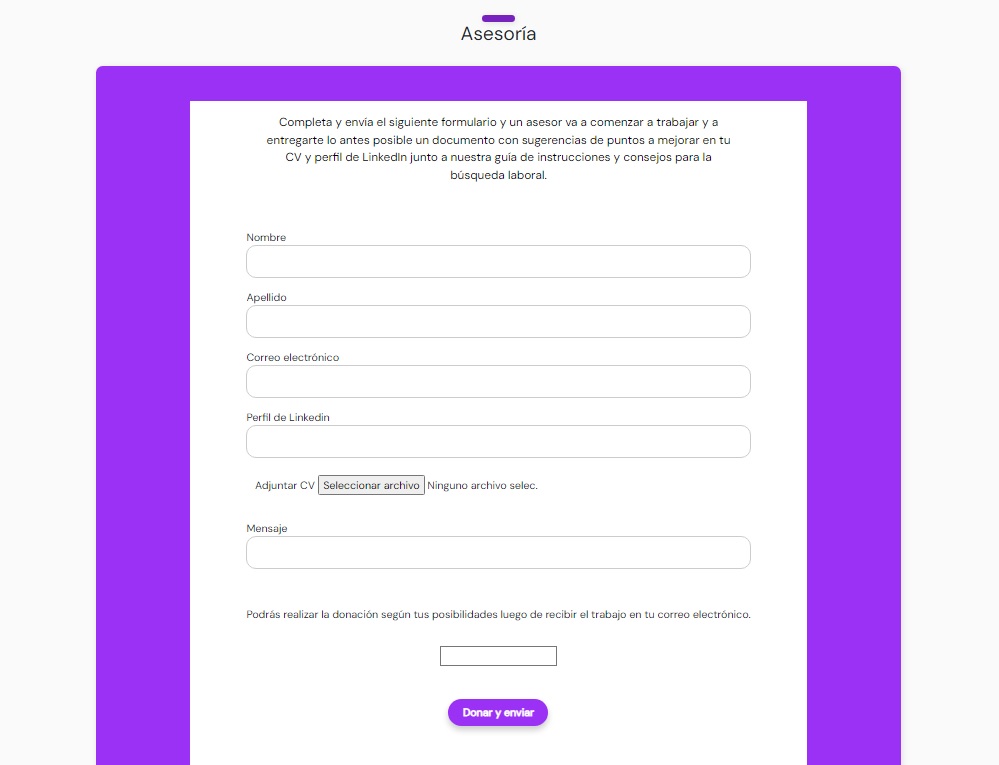 Asesoría
Completa y envía el siguiente formulario y un asesor va a comenzar a trabajar y a
entregarte lo antes posible un documento con sugerencias de puntos a mejorar en tu
CV y perfil de LinkedIn junto a nuestra guía de instrucciones y consejos para la
búsqueda laboral.
Nombre
Apellido
Correo electrónico
Perfil de Linkedin
Adjuntar CV Seleccionar archivo Ninguno archivo selec.
Mensaje
Podrás realizar la donación según tus posibilidades luego de recibir el trabajo en tu correo electrónico.
Donar y enviar